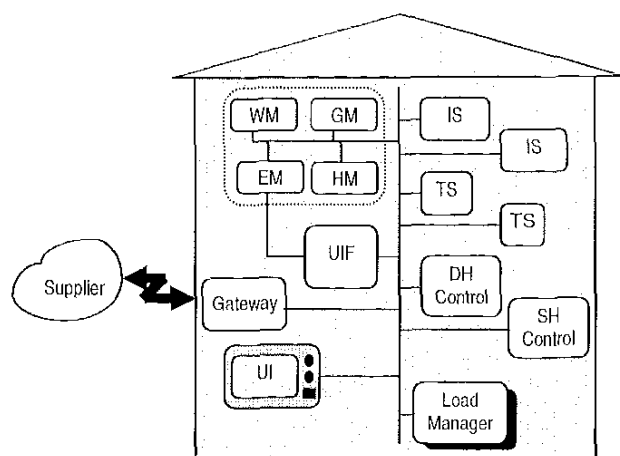 WM
GM
IS
IS
EM
HM
TS
TS
UIF
Supplier
Gateway
DH
Control
SH
Control
UI
Load
Manager